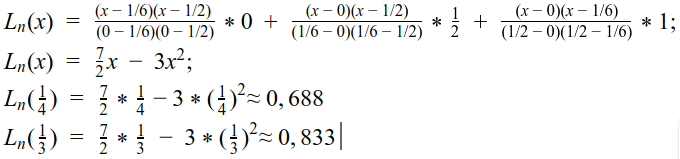 Lₙ(x) = (x − 1/6)(x − 1/2) / (0 − 1/6)(0 − 1/2) * 0 + (x − 0)(x − 1/2) / (1/6 − 0)(1/6 − 1/2) * 1/2 + (x − 0)(x − 1/6) / (1/2 − 0)(1/2 − 1/6) * 1;
Lₙ(x) = 7/2 x − 3x²;
Lₙ(1/4) = 7/2 * 1/4 − 3 * (1/4)² ≈ 0, 688
Lₙ(1/3) = 7/2 * 1/3 − 3 * (1/3)² ≈ 0, 833